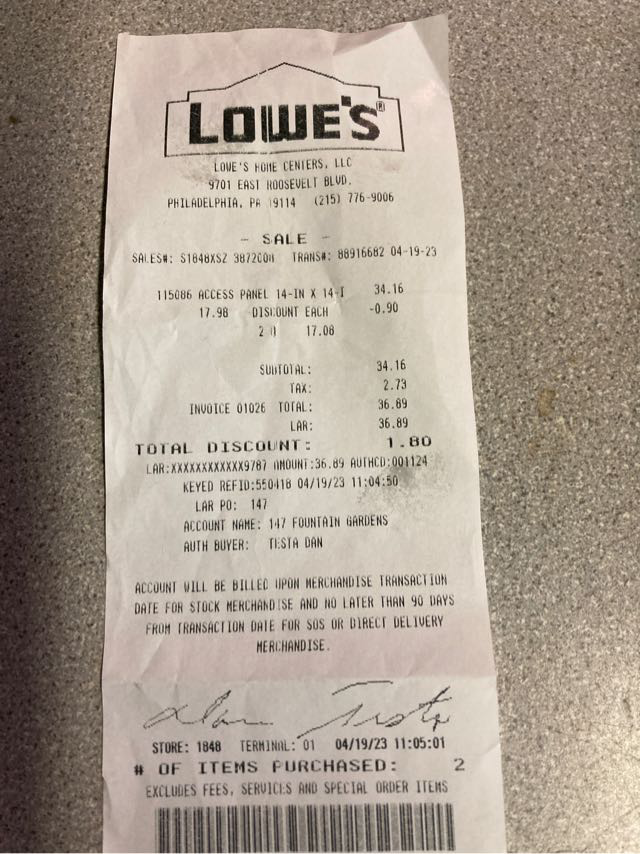 LOWE'S®
LOWE'S HOME CENTERS, LLC
9701 EAST ROOSEVELT BLVD.
PHILADELPHIA, PA 19114 (215) 776-9006
- SALE -
SALES#: S1848XS2 3872008 TRANS#: 88916682 04-19-23
115086 ACCESS PANEL 14-IN X 14-I 34.16
17.98 DISCOUNT EACH -0.90
2 @ 17.08
SUBTOTAL: 34.16
TAX: 2.73
INVOICE 01026 TOTAL: 36.89
LAR: 36.89
TOTAL DISCOUNT: 1.80
LAR:XXXXXXXXXXXX9787 AMOUNT:36.89 AUTHCD:001124
KEYED REFID:550418 04/19/23 11:04:50
LAR PO: 147
ACCOUNT NAME: 147 FOUNTAIN GARDENS
AUTH BUYER: TESTA DAN
ACCOUNT WILL BE BILLED UPON MERCHANDISE TRANSACTION
DATE FOR STOCK MERCHANDISE AND NO LATER THAN 90 DAYS
FROM TRANSACTION DATE FOR SOS OR DIRECT DELIVERY
MERCHANDISE.
Dan Testa
STORE: 1848 TERMINAL: 01 04/19/23 11:05:01
# OF ITEMS PURCHASED: 2
EXCLUDES FEES, SERVICES AND SPECIAL ORDER ITEMS